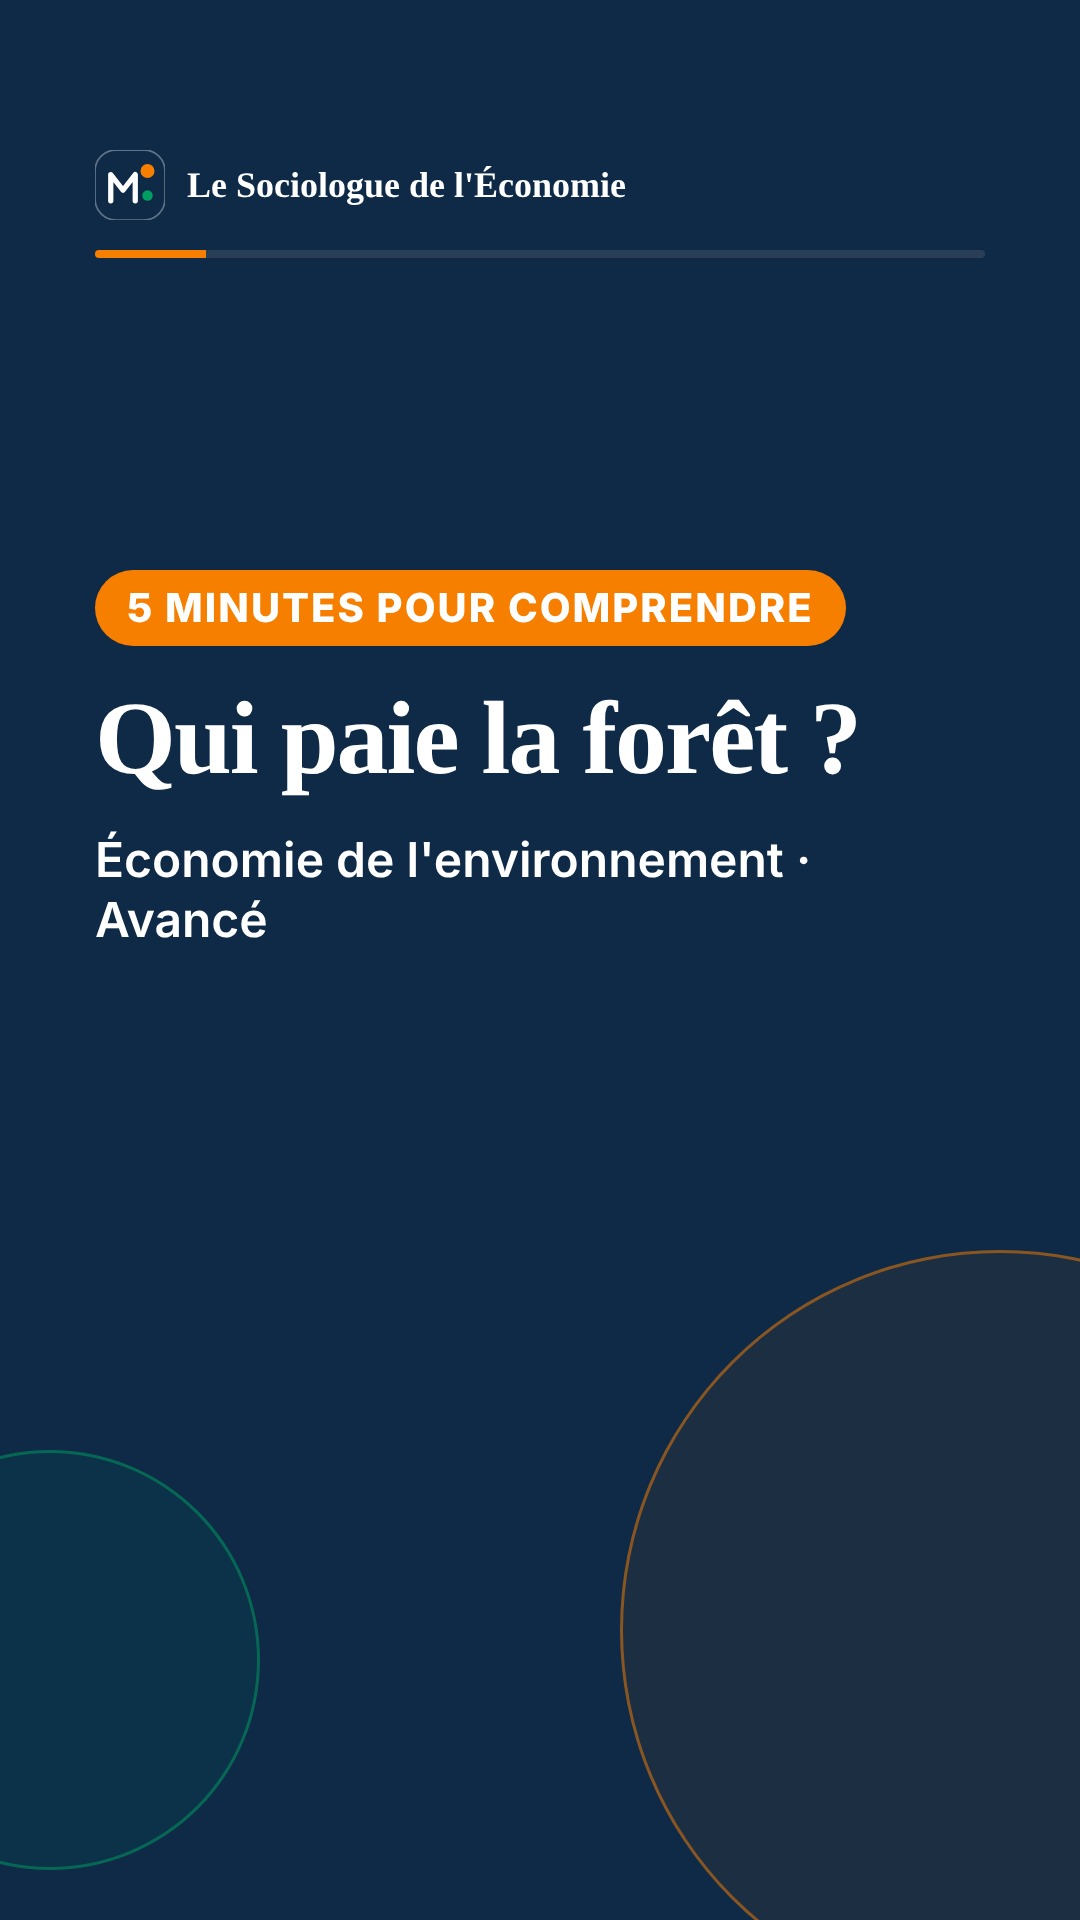 M
Le Sociologue de l'Économie
5 MINUTES POUR COMPRENDRE
Qui paie la forêt ?
Économie de l'environnement ·
Avancé